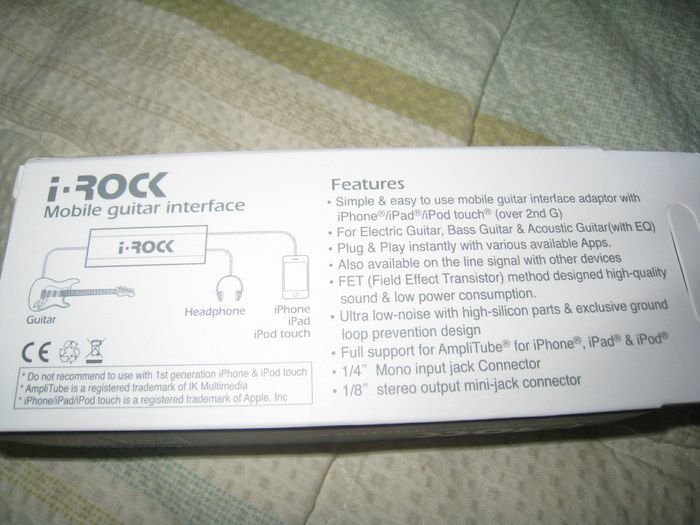 i·ROCK
Mobile guitar interface
i·ROCK
Guitar
Headphone
iPhone
iPad
iPod touch
CE
* Do not recommend to use with 1st generation iPhone & iPod touch
* AmpliTube is a registered trademark of IK Multimedia
* iPhone/iPad/iPod touch is a registered trademark of Apple. Inc
Features
• Simple & easy to use mobile guitar interface adaptor with
iPhone®/iPad®/iPod touch® (over 2nd G)
• For Electric Guitar, Bass Guitar & Acoustic Guitar(with EQ)
• Plug & Play instantly with various available Apps.
• Also available on the line signal with other devices
• FET (Field Effect Transistor) method designed high-quality
sound & low power consumption.
• Ultra low-noise with high-silicon parts & exclusive ground
loop prevention design
• Full support for AmpliTube® for iPhone®, iPad® & iPod®
• 1/4" Mono input jack Connector
• 1/8" stereo output mini-jack connector